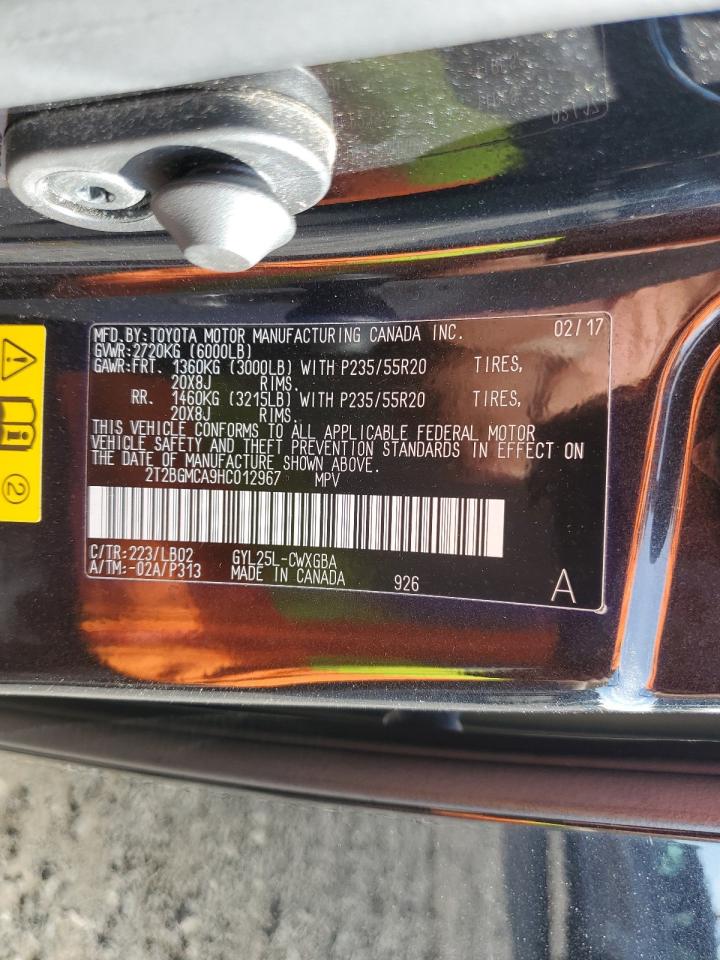 MFD.BY:TOYOTA MOTOR MANUFACTURING CANADA INC. 02/17
GVWR:2720KG (6000LB)
GAWR:FRT. 1360KG (3000LB) WITH P235/55R20 TIRES,
20X8J RIMS.
RR. 1460KG (3215LB) WITH P235/55R20 TIRES,
20X8J RIMS.
THIS VEHICLE CONFORMS TO ALL APPLICABLE FEDERAL MOTOR
VEHICLE SAFETY AND THEFT PREVENTION STANDARDS IN EFFECT ON
THE DATE OF MANUFACTURE SHOWN ABOVE.
2T2BGMCA9HC012967 MPV
C/TR:223/LB02 GYL25L-CWXGBA
A/TM:-02A/P313 MADE IN CANADA 926 A
2